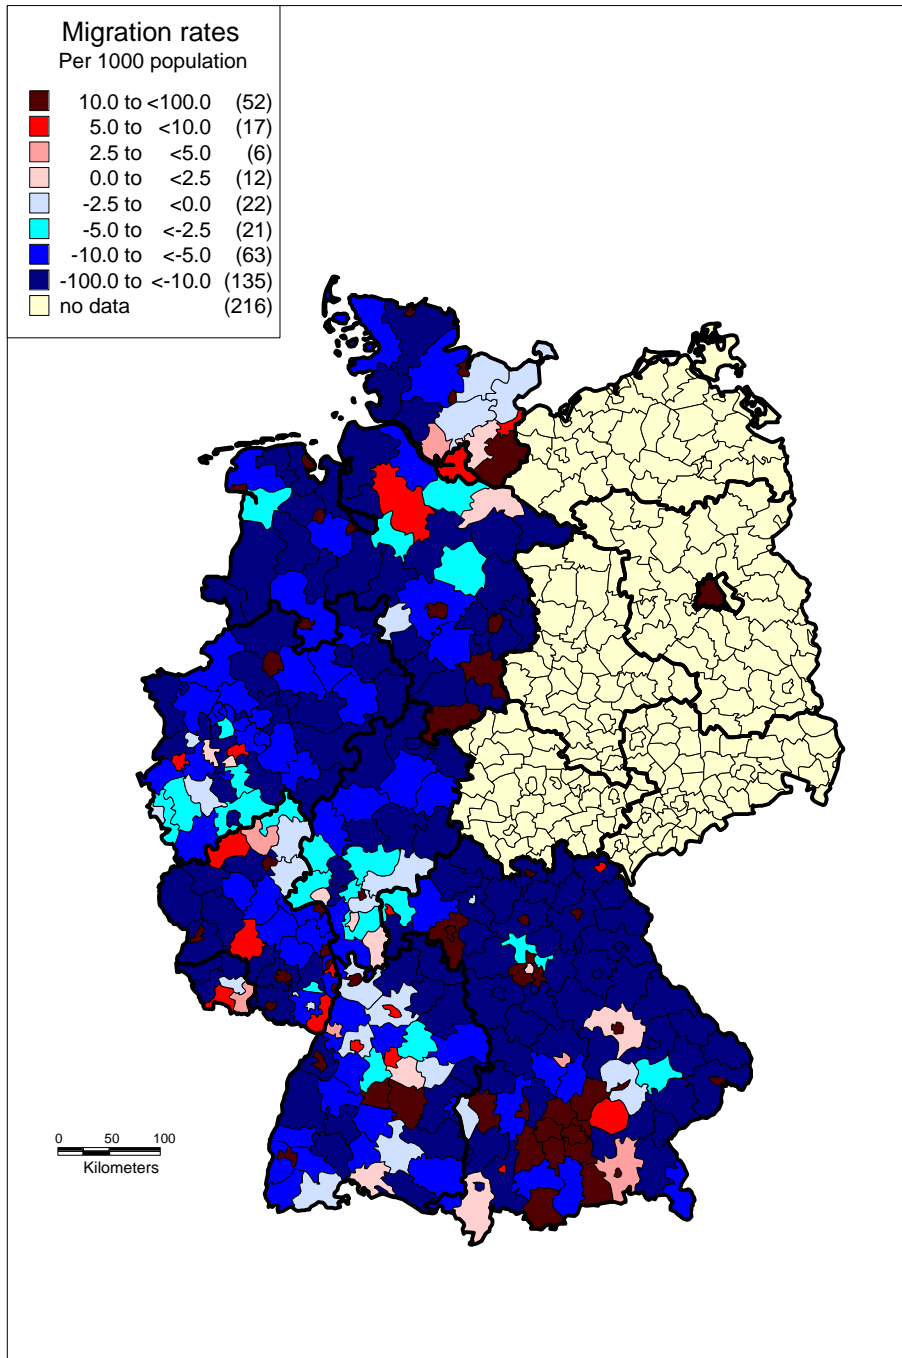 Migration rates
Per 1000 population
10.0 to <100.0 (52)
5.0 to <10.0 (17)
2.5 to <5.0 (6)
0.0 to <2.5 (12)
-2.5 to <0.0 (22)
-5.0 to <-2.5 (21)
-10.0 to <-5.0 (63)
-100.0 to <-10.0 (135)
no data (216)
0 50 100
Kilometers